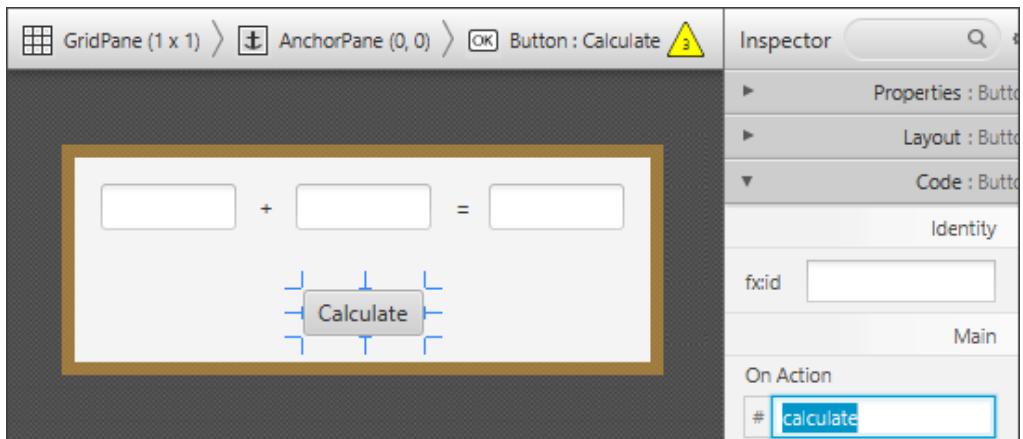 GridPane (1 x 1) AnchorPane (0, 0) OK Button : Calculate 3
Inspector
Properties : Butto
Layout : Butto
Code : Butto
+ =
Calculate
Identity
fx:id
Main
On Action
# calculate